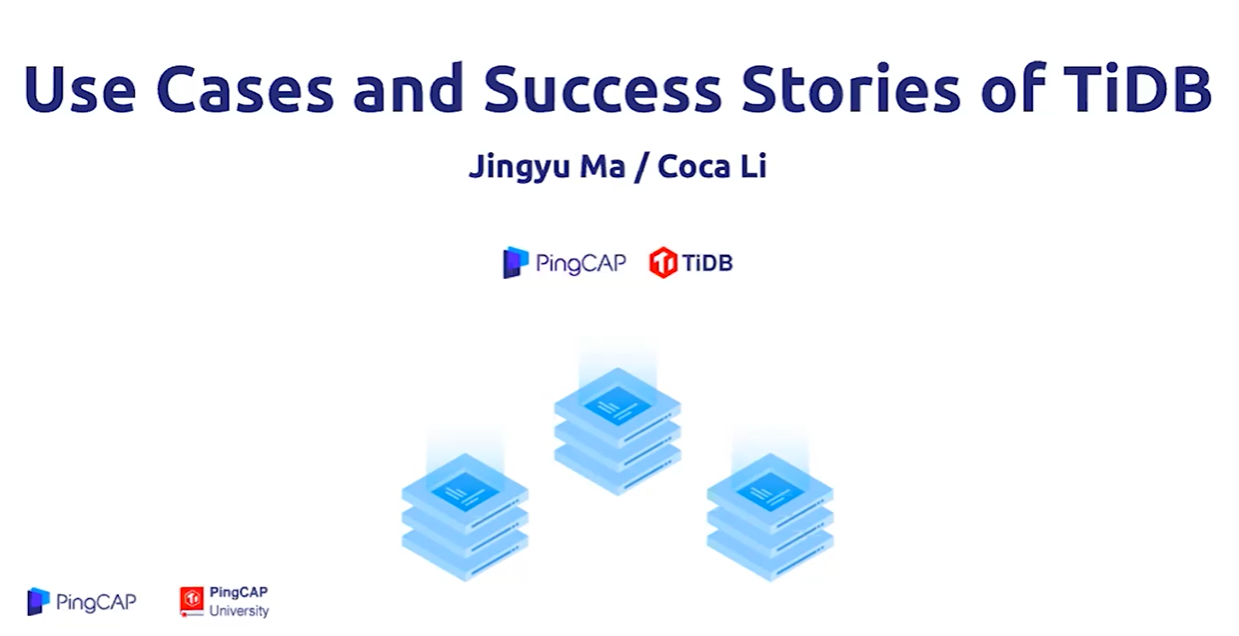 Use Cases and Success Stories of TiDB
Jingyu Ma / Coca Li
PingCAP TiDB
PingCAP
PingCAP
University